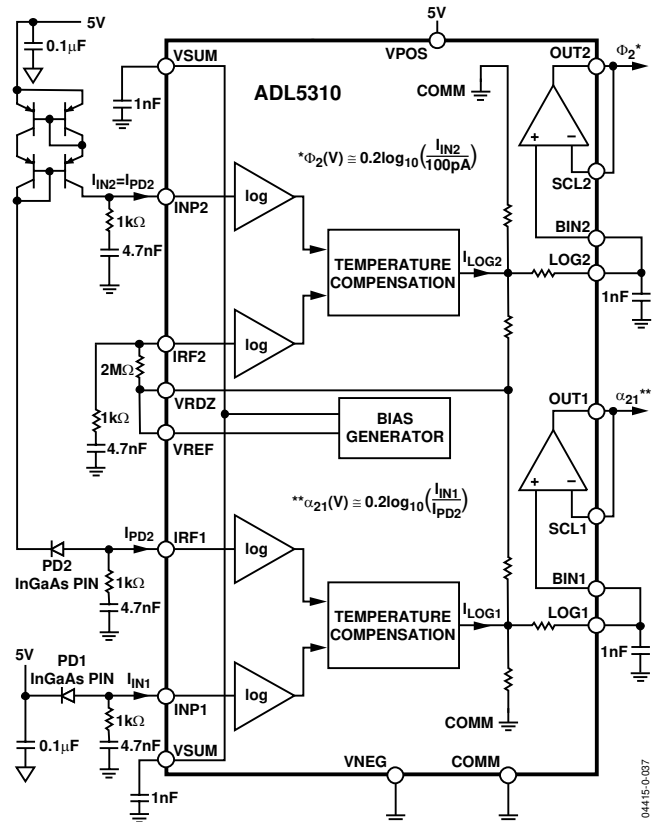 5V
5V
0.1μF
VSUM
VPOS
OUT2
Φ2*
1nF
ADL5310
COMM
*Φ2(V) ≅ 0.2log10(IIN2/100pA)
+
−
SCL2
IIN2=IPD2
INP2
log
BIN2
1kΩ
4.7nF
TEMPERATURE
COMPENSATION
ILOG2
LOG2
1nF
IRF2
log
2MΩ
VRDZ
OUT1
α21**
1kΩ
BIAS
GENERATOR
VREF
4.7nF
**α21(V) ≅ 0.2log10(IIN1/IPD2)
+
−
SCL1
IPD2
IRF1
log
PD2
InGaAs PIN
1kΩ
4.7nF
BIN1
TEMPERATURE
COMPENSATION
ILOG1
LOG1
1nF
5V
PD1
InGaAs PIN
IIN1
INP1
log
1kΩ
COMM
0.1μF
4.7nF
VSUM
VNEG
COMM
1nF
04415-0-037